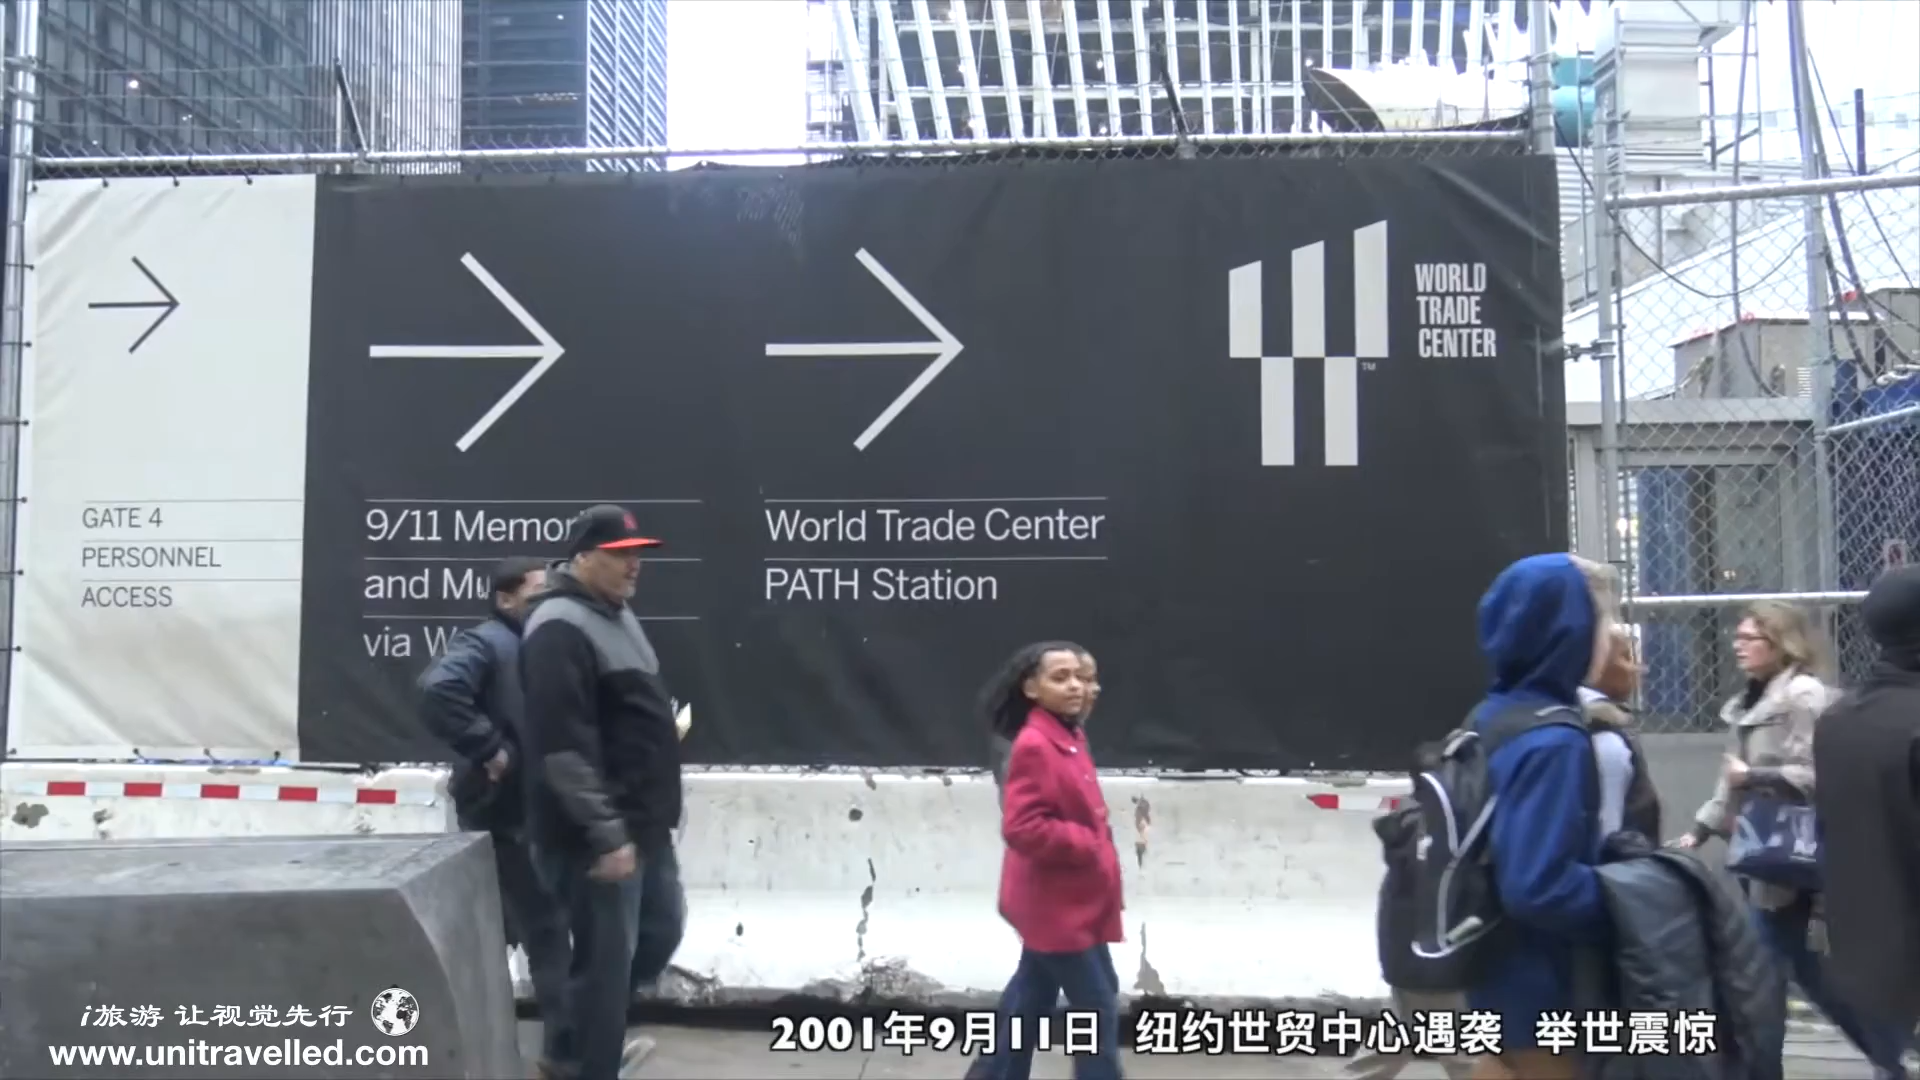 GATE 4
PERSONNEL
ACCESS
9/11
and
via
World Trade Center
PATH Station
WORLD
TRADE
CENTER
TM
i旅游 让视觉先行
www.unitravelled.com
2001年9月11日 纽约世贸中心遇袭 举世震惊